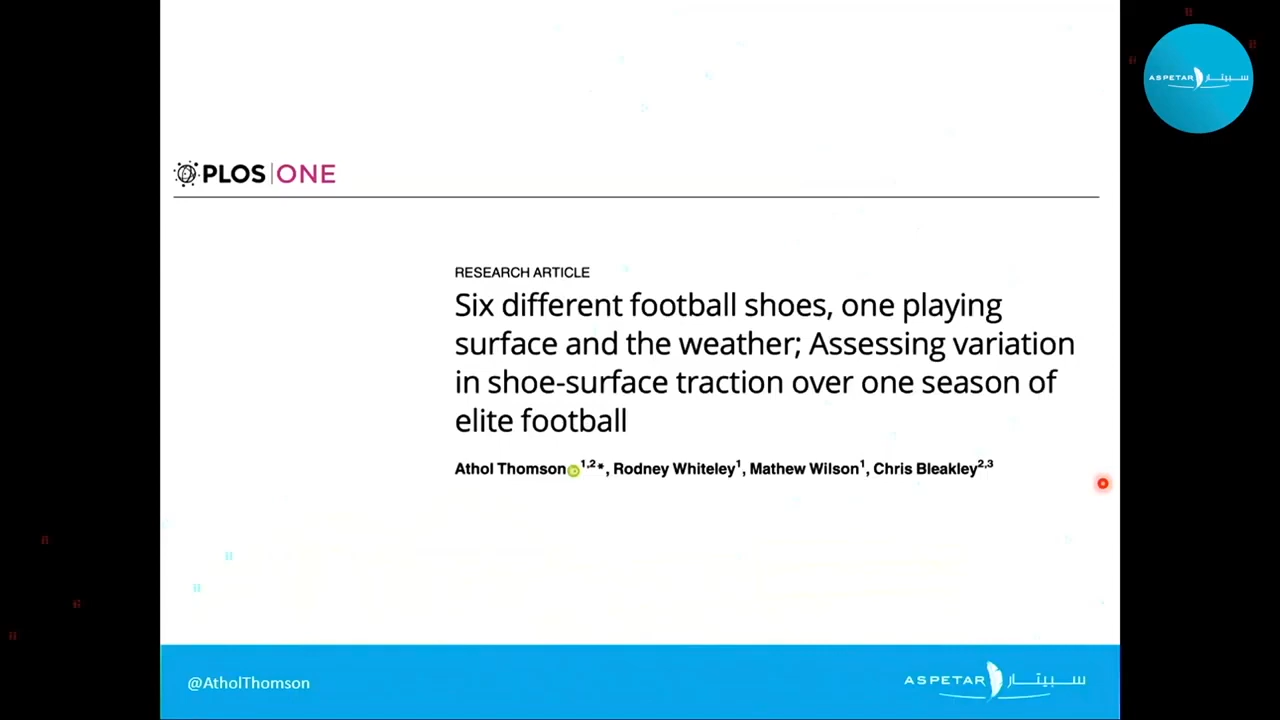 ASPETAR سبيتار
PLOS ONE
RESEARCH ARTICLE
Six different football shoes, one playing
surface and the weather; Assessing variation
in shoe-surface traction over one season of
elite football
Athol Thomson1,2*, Rodney Whiteley1, Mathew Wilson1, Chris Bleakley2,3
@AtholThomson
ASPETAR سبيتار